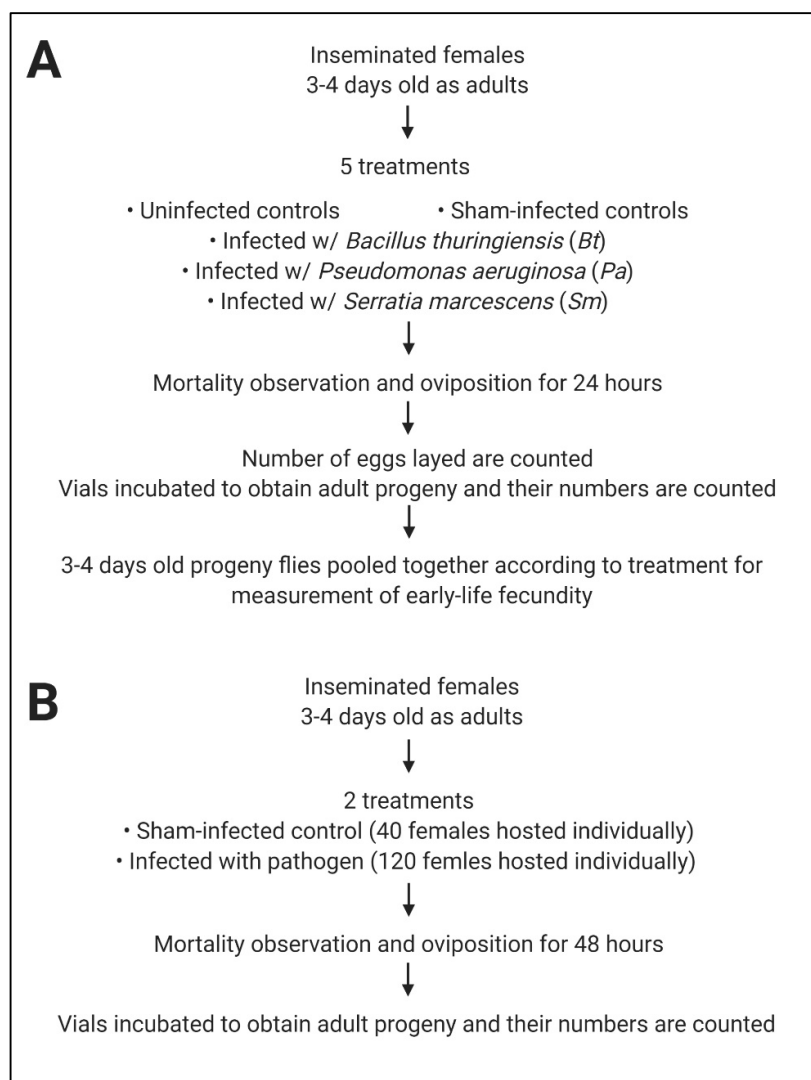 A
Inseminated females
3-4 days old as adults
5 treatments
• Uninfected controls • Sham-infected controls
• Infected w/ Bacillus thuringiensis (Bt)
• Infected w/ Pseudomonas aeruginosa (Pa)
• Infected w/ Serratia marcescens (Sm)
Mortality observation and oviposition for 24 hours
Number of eggs layed are counted
Vials incubated to obtain adult progeny and their numbers are counted
3-4 days old progeny flies pooled together according to treatment for
measurement of early-life fecundity
B
Inseminated females
3-4 days old as adults
2 treatments
• Sham-infected control (40 females hosted individually)
• Infected with pathogen (120 femles hosted individually)
Mortality observation and oviposition for 48 hours
Vials incubated to obtain adult progeny and their numbers are counted